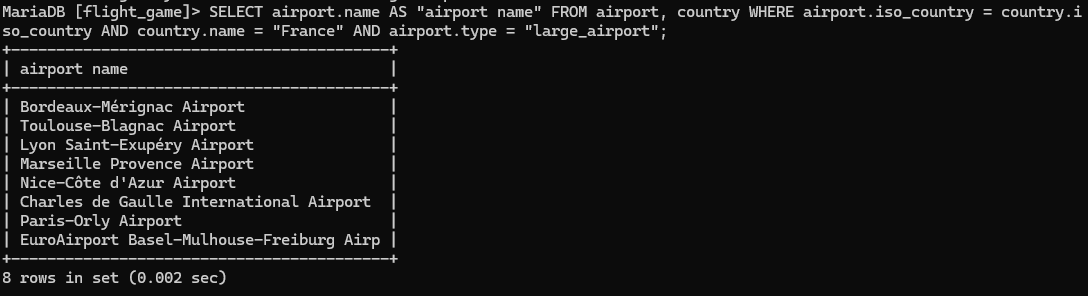 MariaDB [flight_game]> SELECT airport.name AS "airport name" FROM airport, country WHERE airport.iso_country = country.i
so_country AND country.name = "France" AND airport.type = "large_airport";
+------------------------------------------+
| airport name                             |
+------------------------------------------+
| Bordeaux-Mérignac Airport                |
| Toulouse-Blagnac Airport                 |
| Lyon Saint-Exupéry Airport               |
| Marseille Provence Airport               |
| Nice-Côte d'Azur Airport                 |
| Charles de Gaulle International Airport  |
| Paris-Orly Airport                       |
| EuroAirport Basel-Mulhouse-Freiburg Airp |
+------------------------------------------+
8 rows in set (0.002 sec)